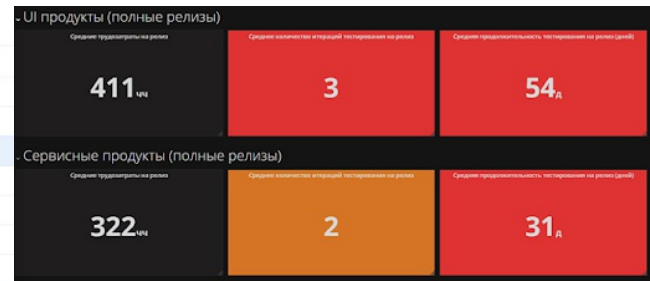 UI продукты (полные релизы)
Средние трудозатраты на релиз
Среднее количество итераций тестирования на релиз
Средняя продолжительность тестирования на релиз (дней)
411чч
3
54д
Сервисные продукты (полные релизы)
Средние трудозатраты на релиз
Среднее количество итераций тестирования на релиз
Средняя продолжительность тестирования на релиз (дней)
322чч
2
31д